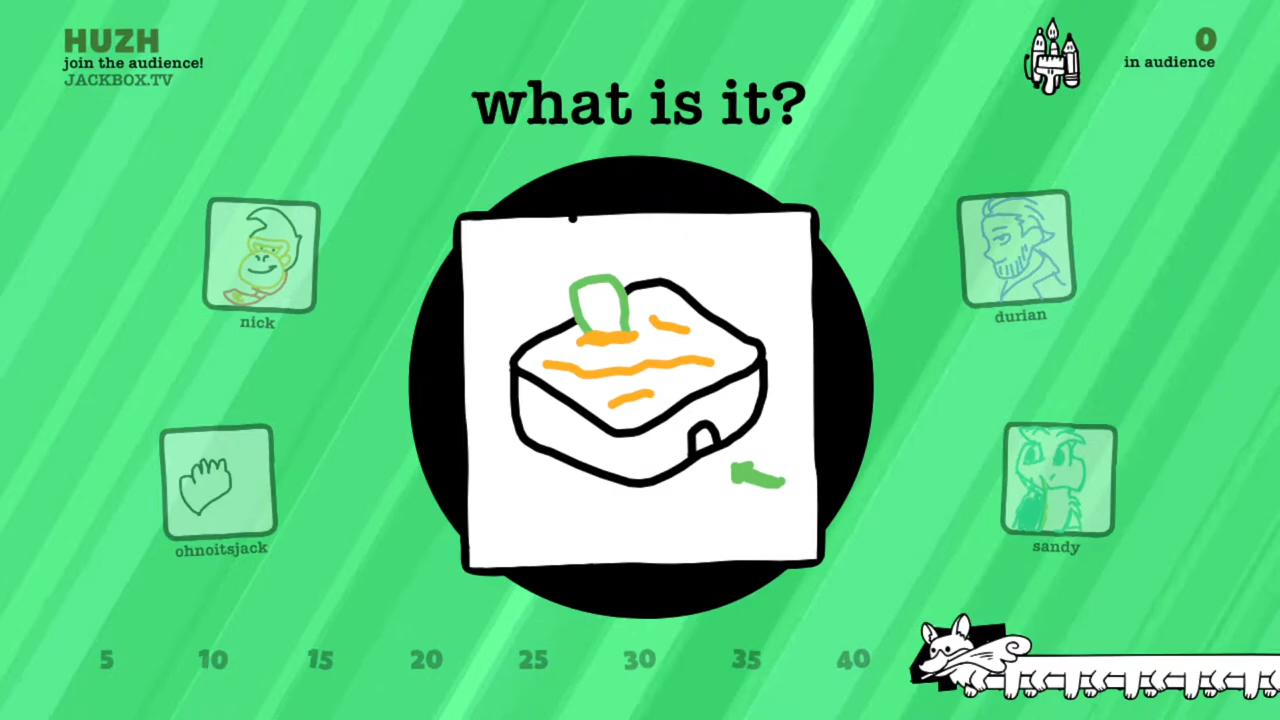 HUZH
join the audience!
JACKBOX.TV
0
in audience
what is it?
nick
durian
ohnoitsjack
sandy
5 10 15 20 25 30 35 40